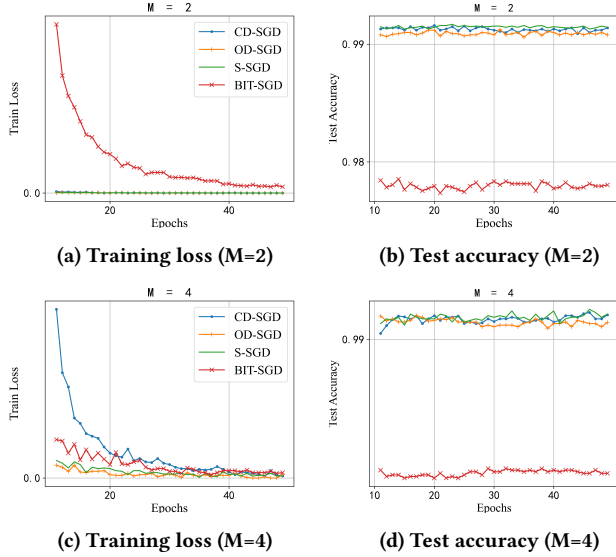 M = 2
Train Loss
0.0
20
40
Epochs
CD-SGD
OD-SGD
S-SGD
BIT-SGD
(a) Training loss (M=2)
M = 2
Test Accuracy
0.99
0.98
10
20
30
40
50
Epochs
(b) Test accuracy (M=2)
M = 4
Train Loss
0.0
20
40
Epochs
CD-SGD
OD-SGD
S-SGD
BIT-SGD
(c) Training loss (M=4)
M = 4
Test Accuracy
0.99
10
20
30
40
50
Epochs
(d) Test accuracy (M=4)